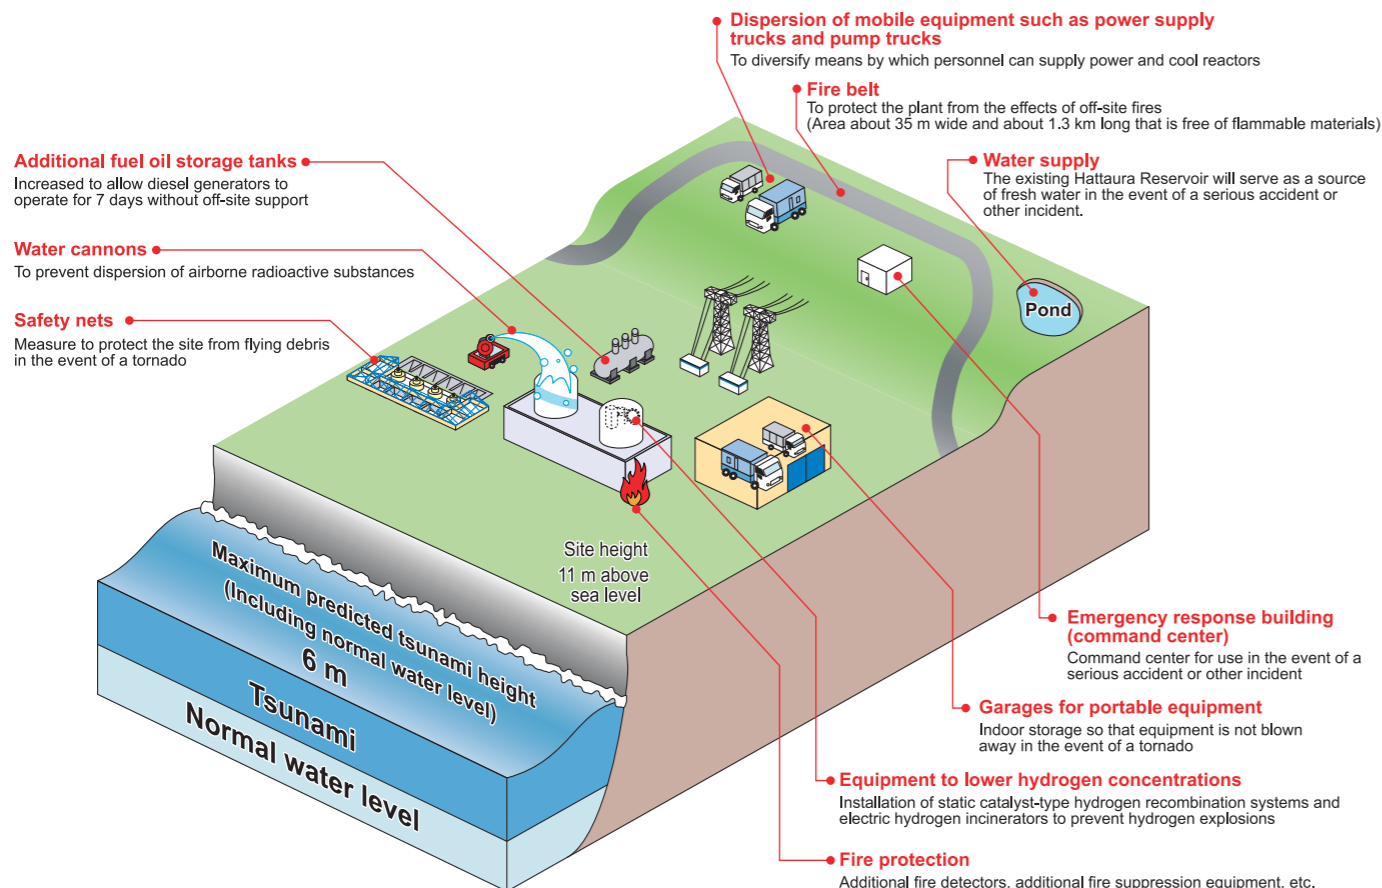 Dispersion of mobile equipment such as power supply
trucks and pump trucks
To diversify means by which personnel can supply power and cool reactors
Fire belt
To protect the plant from the effects of off-site fires
(Area about 35 m wide and about 1.3 km long that is free of flammable materials)
Additional fuel oil storage tanks
Increased to allow diesel generators to
operate for 7 days without off-site support
Water supply
The existing Hattaura Reservoir will serve as a source
of fresh water in the event of a serious accident or
other incident.
Water cannons
To prevent dispersion of airborne radioactive substances
Safety nets
Measure to protect the site from flying debris
in the event of a tornado
Pond
Site height
11 m above
sea level
Maximum predicted tsunami height
(Including normal water level)
6 m
Tsunami
Normal water level
Emergency response building
(command center)
Command center for use in the event of a
serious accident or other incident
Garages for portable equipment
Indoor storage so that equipment is not blown
away in the event of a tornado
Equipment to lower hydrogen concentrations
Installation of static catalyst-type hydrogen recombination systems and
electric hydrogen incinerators to prevent hydrogen explosions
Fire protection
Additional fire detectors, additional fire suppression equipment, etc.